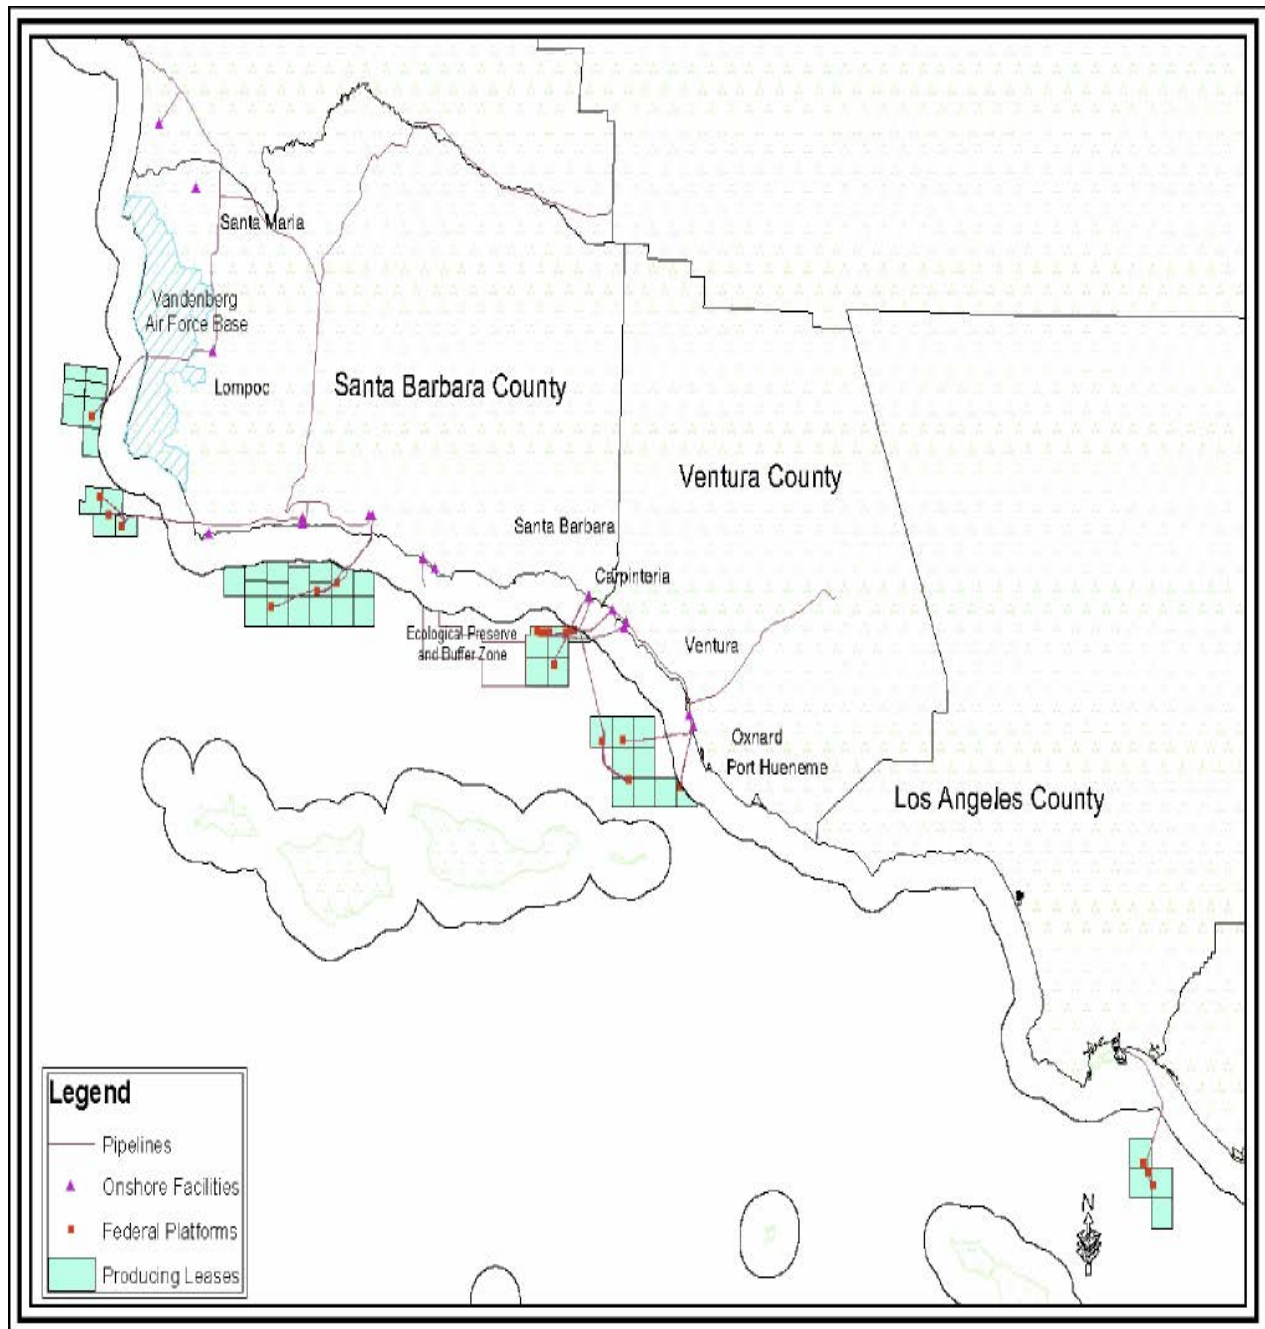 Santa Maria
Vandenberg
Air Force Base
Lompoc
Santa Barbara County
Ventura County
Santa Barbara
Carpinteria
Ecological Preserve
and Buffer Zone
Ventura
Oxnard
Port Hueneme
Los Angeles County
Legend
Pipelines
Onshore Facilities
Federal Platforms
Producing Leases
N